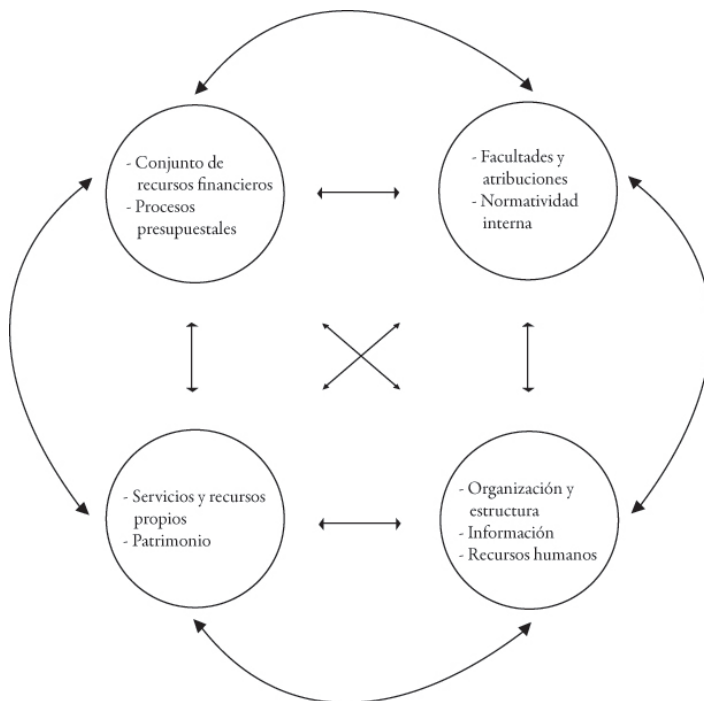 - Conjunto de
recursos financieros
- Procesos
presupuestales
- Facultades y
atribuciones
- Normatividad
interna
- Servicios y recursos
propios
- Patrimonio
- Organización y
estructura
- Información
- Recursos humanos